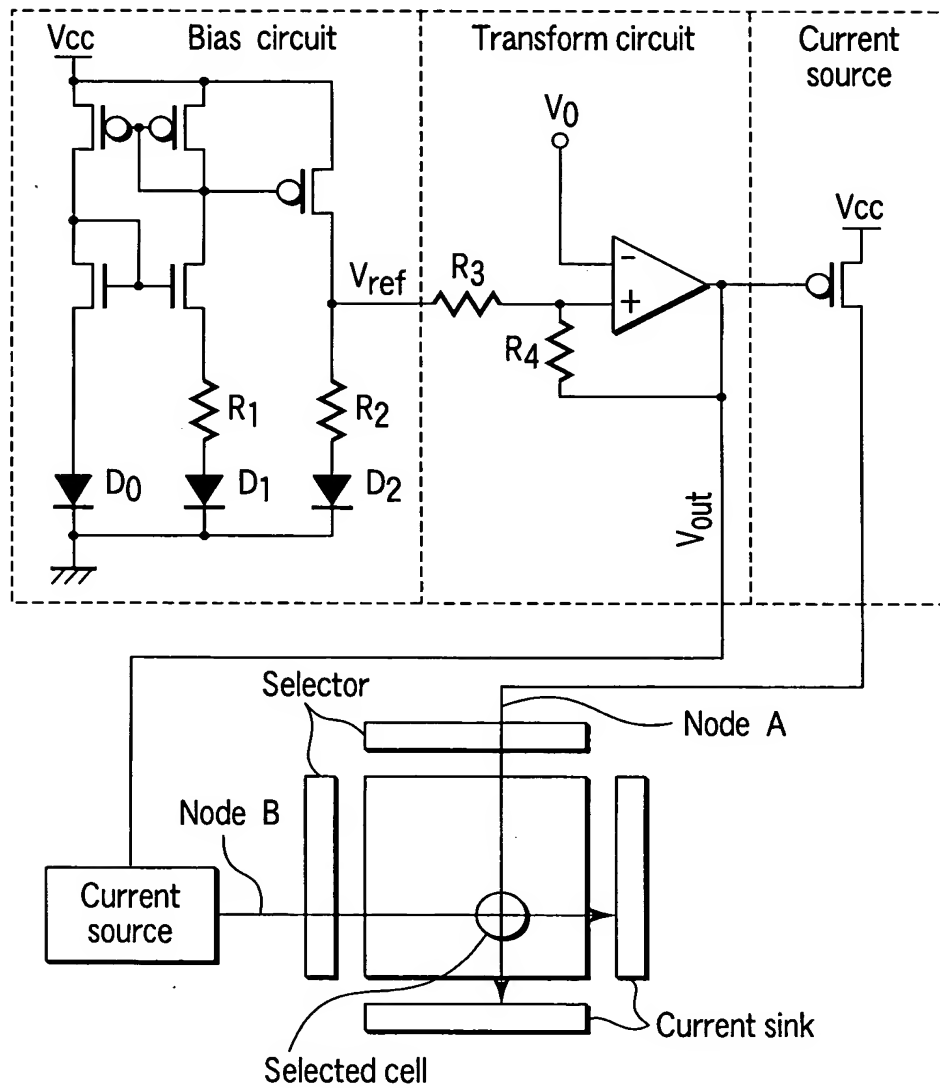 Vcc
Bias circuit
Transform circuit
Current
source
V0
Vcc
Vref
R3
R4
R1
R2
D0
D1
D2
Vout
Selector
Node A
Node B
Current
source
Current sink
Selected cell
-
+